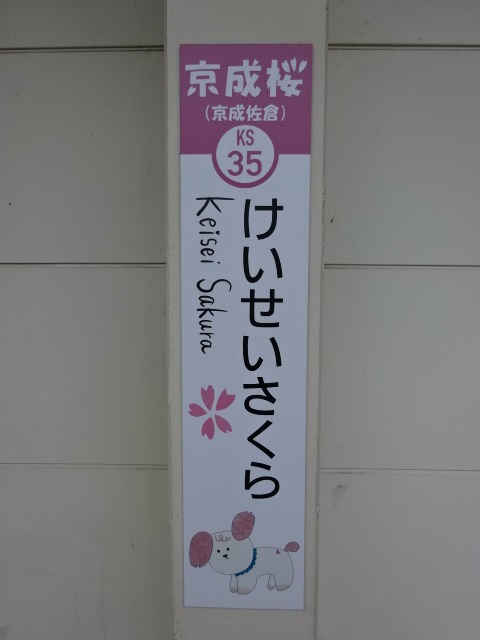 京成桜
(京成佐倉)
KS
35
けいせいさくら
Keisei Sakura